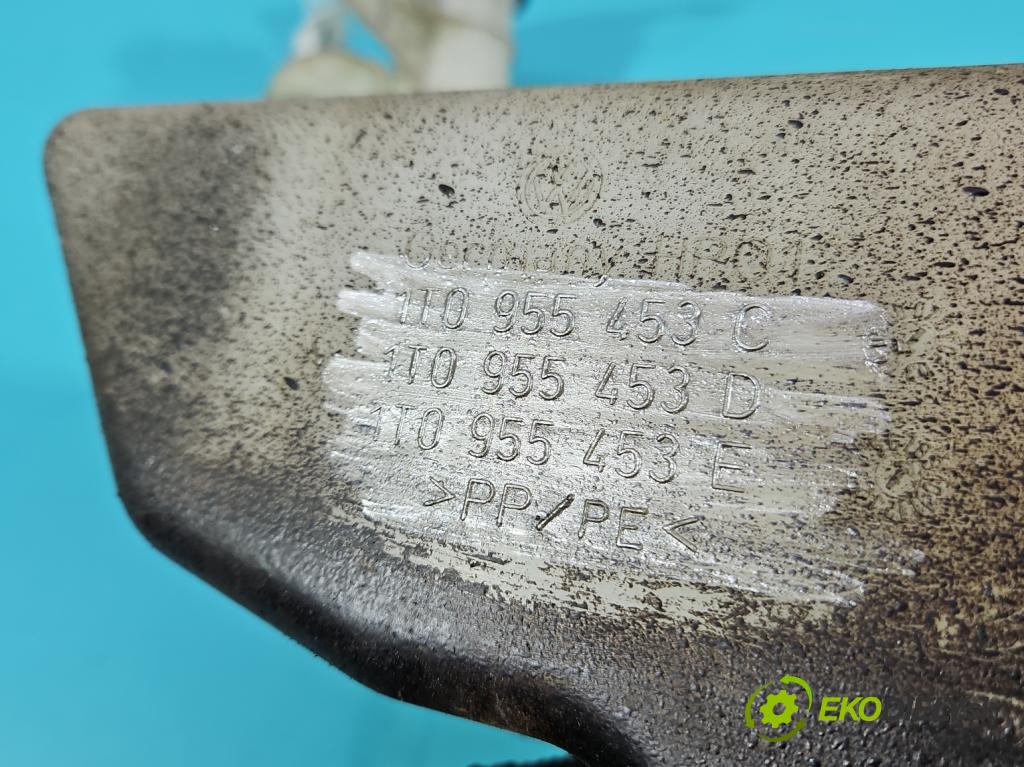 1T0 955 453 C
1T0 955 453 D
1T0 955 453 E
>PP/PE<
EKO